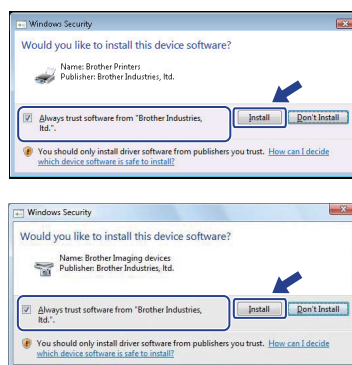 Windows Security
Would you like to install this device software?
Name: Brother Printers
Publisher: Brother Industries, ltd.
Always trust software from "Brother Industries,
ltd.".
Install
Don't Install
You should only install driver software from publishers you trust. How can I decide
which device software is safe to install?
Windows Security
Would you like to install this device software?
Name: Brother Imaging devices
Publisher: Brother Industries, ltd.
Always trust software from "Brother Industries,
ltd.".
Install
Don't Install
You should only install driver software from publishers you trust. How can I decide
which device software is safe to install?